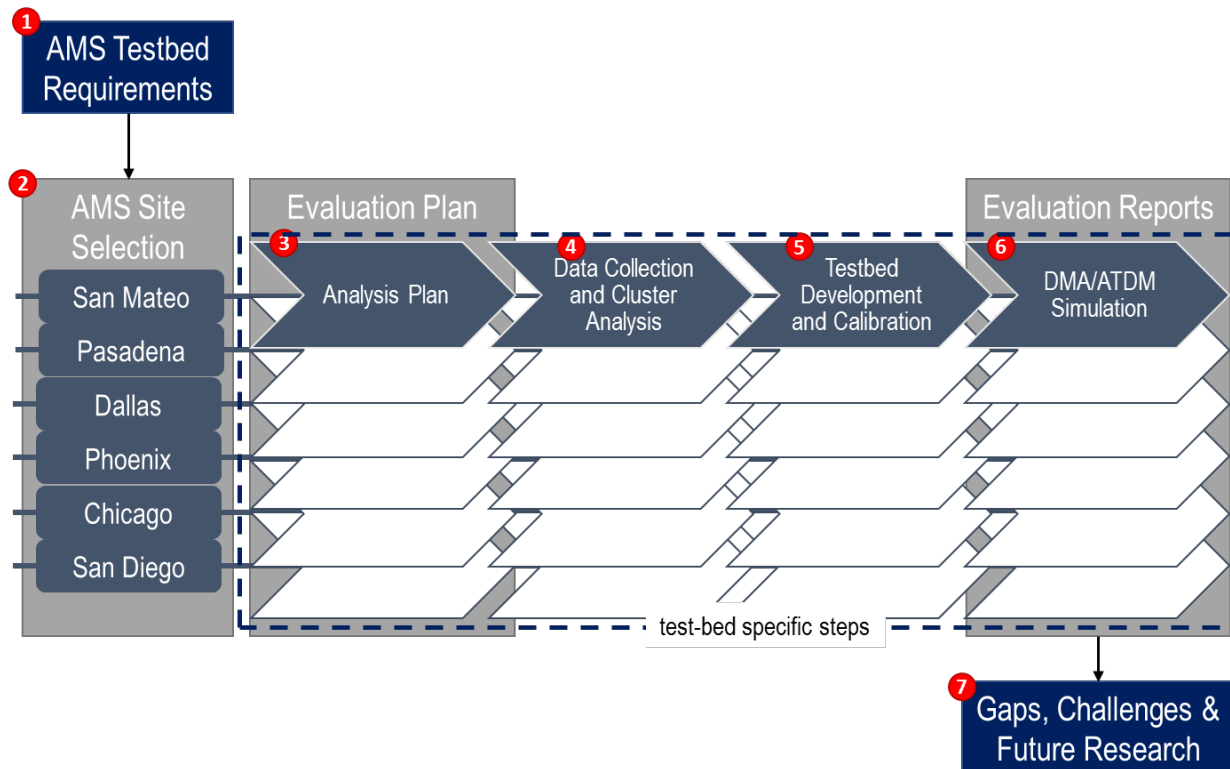 1
AMS Testbed
Requirements
2
AMS Site
Selection
San Mateo
Pasadena
Dallas
Phoenix
Chicago
San Diego
Evaluation Plan
3
Analysis Plan
4
Data Collection
and Cluster
Analysis
5
Testbed
Development
and Calibration
Evaluation Reports
6
DMA/ATDM
Simulation
test-bed specific steps
7
Gaps, Challenges &
Future Research